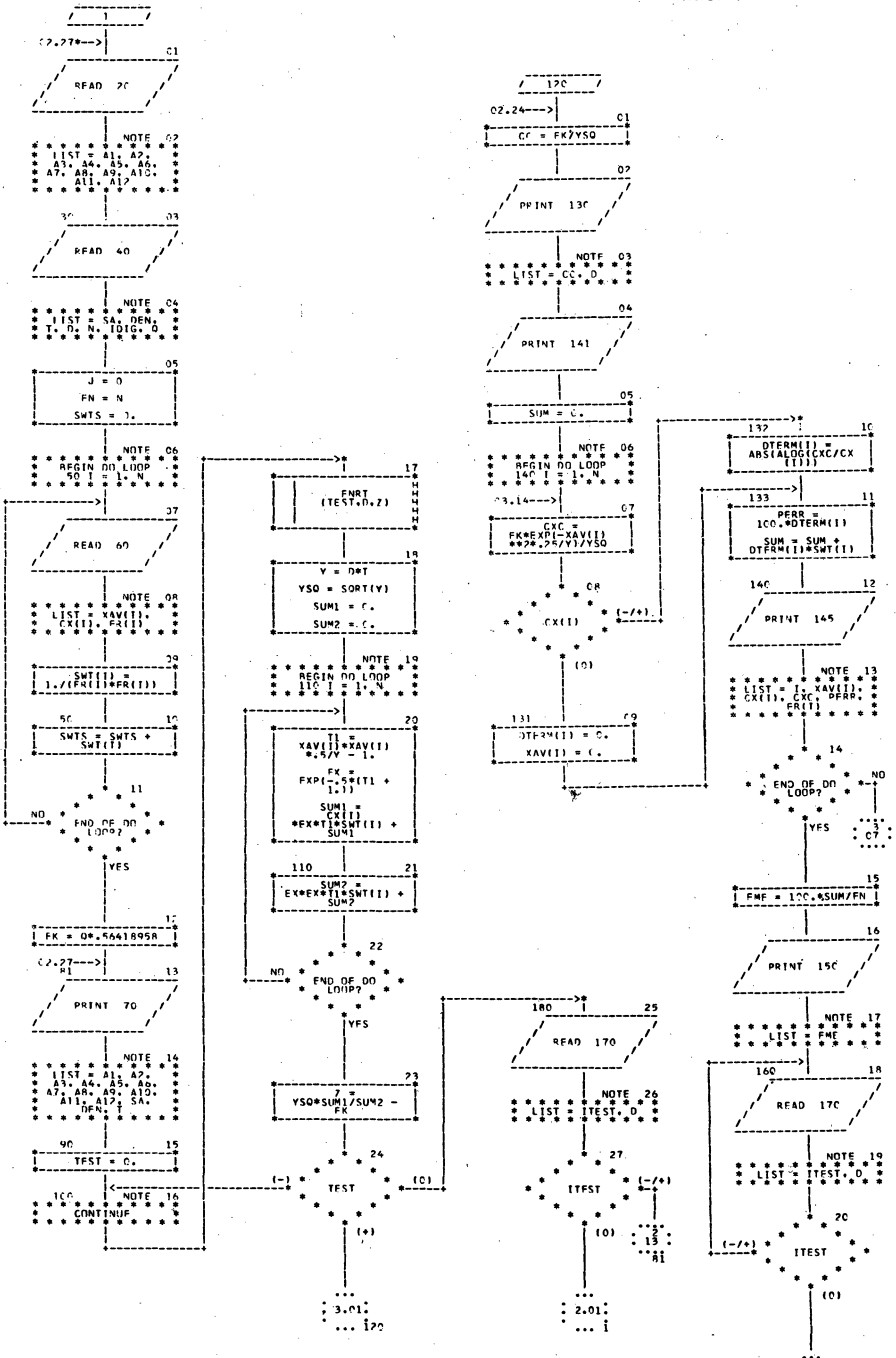 1
02.27*-->
01
READ 20
NOTE 02
LIST = A1, A2,
A3, A4, A5, A6,
A7, A8, A9, A10,
A11, A12
30
03
READ 40
NOTE 04
LIST = SA, DEN,
T, D, N, IDIG, Q
05
J = 0
FN = N
SWTS = 0.
NOTE 06
BEGIN DO LOOP
50 I = 1, N
07
READ 60
NOTE 08
LIST = XAV(I),
CX(I), ER(I)
09
SWT(I) =
1./(ER(I)*ER(I))
50
10
SWTS = SWTS +
SWT(I)
11
END OF DO
LOOP?
NO
YES
12
FK = Q*.56418958
02.27--->
B1
13
PRINT 70
NOTE 14
LIST = A1, A2,
A3, A4, A5, A6,
A7, A8, A9, A10,
A11, A12, SA,
DEN, T
90
15
TEST = 0.
100
NOTE 16
CONTINUE
17
FNRT
(TEST,D,Z)
18
Y = D*T
YSQ = SQRT(Y)
SUM1 = 0.
SUM2 = 0.
NOTE 19
BEGIN DO LOOP
110 I = 1, N
20
T1 =
XAV(I)*XAV(I)
*.5/Y - 1.
EX =
EXP(-.5*(T1 +
1.))
SUM1 =
CX(I)
*EX*T1*SWT(I) +
SUM1
110
21
SUM2 =
EX*EX*T1*SWT(I) +
SUM2
22
END OF DO
LOOP?
NO
YES
23
Z =
YSQ*SUM1/SUM2 -
FK
24
TEST
(-)
(0)
(+)
3.01
120
120
02.24--->
01
CC = FK/YSQ
02
PRINT 130
NOTE 03
LIST = CC, D
04
PRINT 141
05
SUM = 0.
NOTE 06
BEGIN DO LOOP
140 I = 1, N
03.14--->
07
CXC =
FK*EXP(-XAV(I)
**2*.25/Y)/YSQ
08
CX(I)
(-/+)
(0)
131
09
DTERM(I) = 0.
XAV(I) = 0.
180
25
READ 170
NOTE 26
LIST = ITEST, D
27
ITEST
(-/+)
2
13
B1
(0)
2.01
1
132
10
DTERM(I) =
ABS(ALOG(CXC/CX
(I)))
133
11
PERR =
100.*DTERM(I)
SUM = SUM +
DTERM(I)*SWT(I)
140
12
PRINT 145
NOTE 13
LIST = I, XAV(I),
CX(I), CXC, PERR,
ER(I)
14
END OF DO
LOOP?
NO
3
07
YES
15
FME = 100.*SUM/FN
16
PRINT 150
NOTE 17
LIST = FME
160
18
READ 170
NOTE 19
LIST = ITEST, D
20
ITEST
(-/+)
(0)